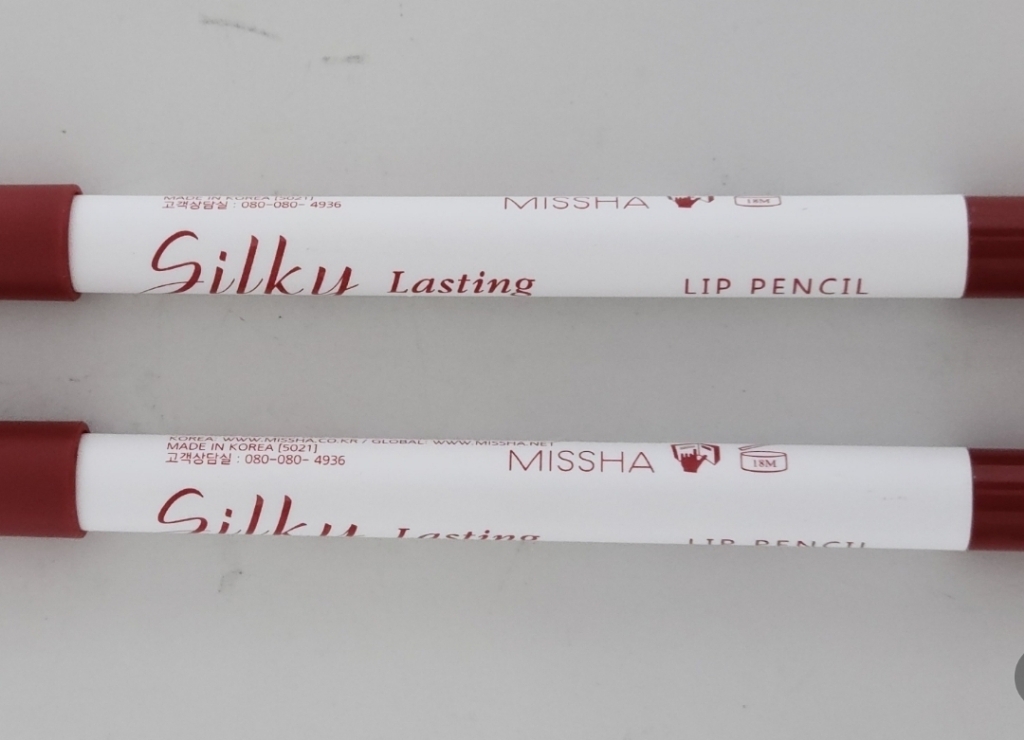 MADE IN KOREA [5021]
고객상담실 : 080-080- 4936
MISSHA
18M
Silky Lasting
LIP PENCIL
KOREA: WWW.MISSHA.CO.KR / GLOBAL: WWW.MISSHA.NET
MADE IN KOREA [5021]
고객상담실 : 080-080- 4936
MISSHA
18M
Silky Lasting
LIP PENCIL